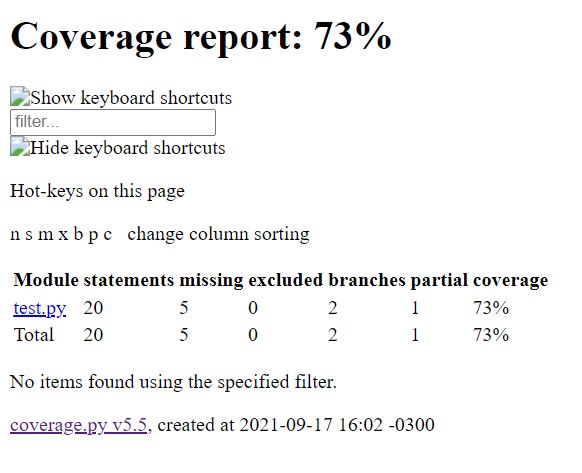 Coverage report: 73%
Show keyboard shortcuts
filter...
Hide keyboard shortcuts
Hot-keys on this page
n s m x b p c change column sorting
Module statements missing excluded branches partial coverage
test.py 20 5 0 2 1 73%
Total 20 5 0 2 1 73%
No items found using the specified filter.
coverage.py v5.5, created at 2021-09-17 16:02 -0300